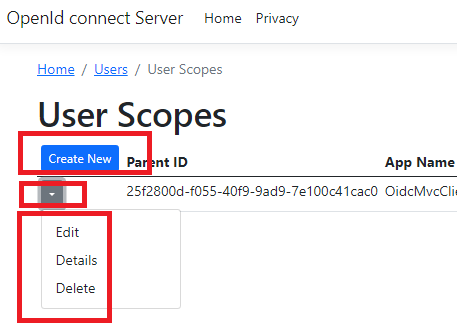 OpenId connect Server Home Privacy
Home / Users / User Scopes
User Scopes
Create New Parent ID App Name
25f2800d-f055-40f9-9ad9-7e100c41cac0 OidcMvcClie
Edit
Details
Delete